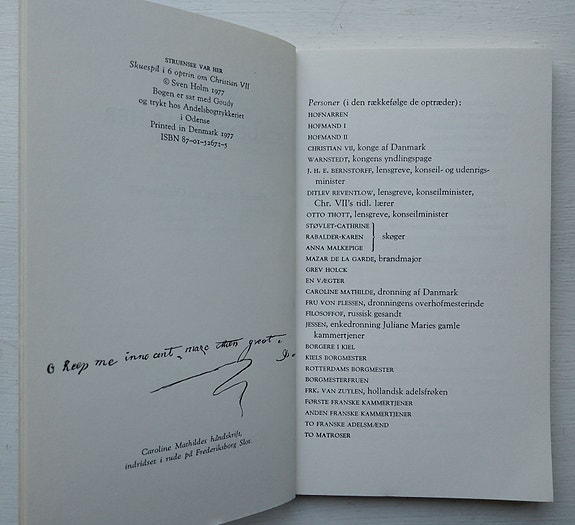 STRUENSEE VAR HER
Skuespil i 6 optrin om Christian VII
© Sven Holm 1977
Bogen er sat med Goudy
og trykt hos Andelsbogtrykkeriet
i Odense
Printed in Denmark 1977
ISBN 87-01-51671-5
O Keep me innocent, make others great.
Caroline Mathildes håndskrift,
indridset i rude på Frederiksborg Slot.
Personer (i den rækkefølge de optræder):
HOFNARREN
HOFMAND I
HOFMAND II
CHRISTIAN VII, konge af Danmark
WARNSTEDT, kongens yndlingspage
J. H. E. BERNSTORFF, lensgreve, konseil- og udenrigs-
minister
DITLEV REVENTLOW, lensgreve, konseilminister,
Chr. VII's tidl. lærer
OTTO THOTT, lensgreve, konseilminister
STØVLET-CATHRINE
RABALDER-KAREN skøger
ANNA MALKEPIGE
MAZAR DE LA GARDE, brandmajor
GREV HOLCK
EN VÆGTER
CAROLINE MATHILDE, dronning af Danmark
FRU VON PLESSEN, dronningens overhofmesterinde
FILOSOFFOF, russisk gesandt
JESSEN, enkedronning Juliane Maries gamle
kammertjener
BORGERE I KIEL
KIELS BORGMESTER
ROTTERDAMS BORGMESTER
BORGMESTERFRUEN
FRK. VAN ZUYLEN, hollandsk adelsfrøken
FØRSTE FRANSKE KAMMERTJENER
ANDEN FRANSKE KAMMERTJENER
TO FRANSKE ADELSMÆND
TO MATROSER